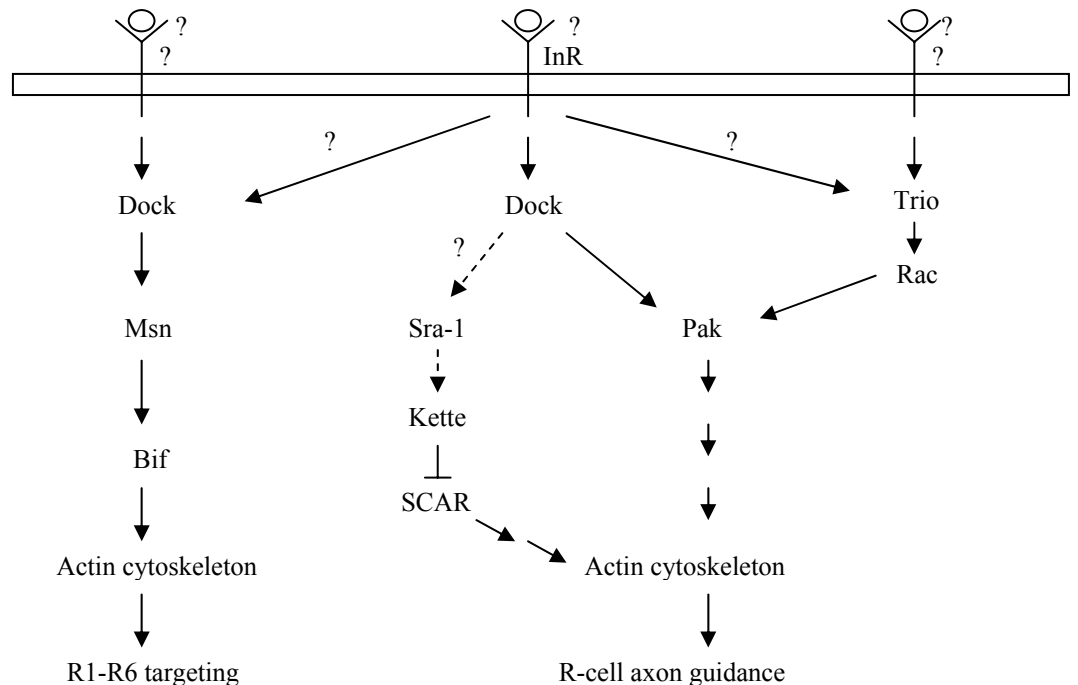 ? ? ?
? InR ?
? ?
Dock Dock Trio
?
Rac
Msn Sra-1 Pak
Kette
Bif
SCAR
Actin cytoskeleton Actin cytoskeleton
R1-R6 targeting R-cell axon guidance